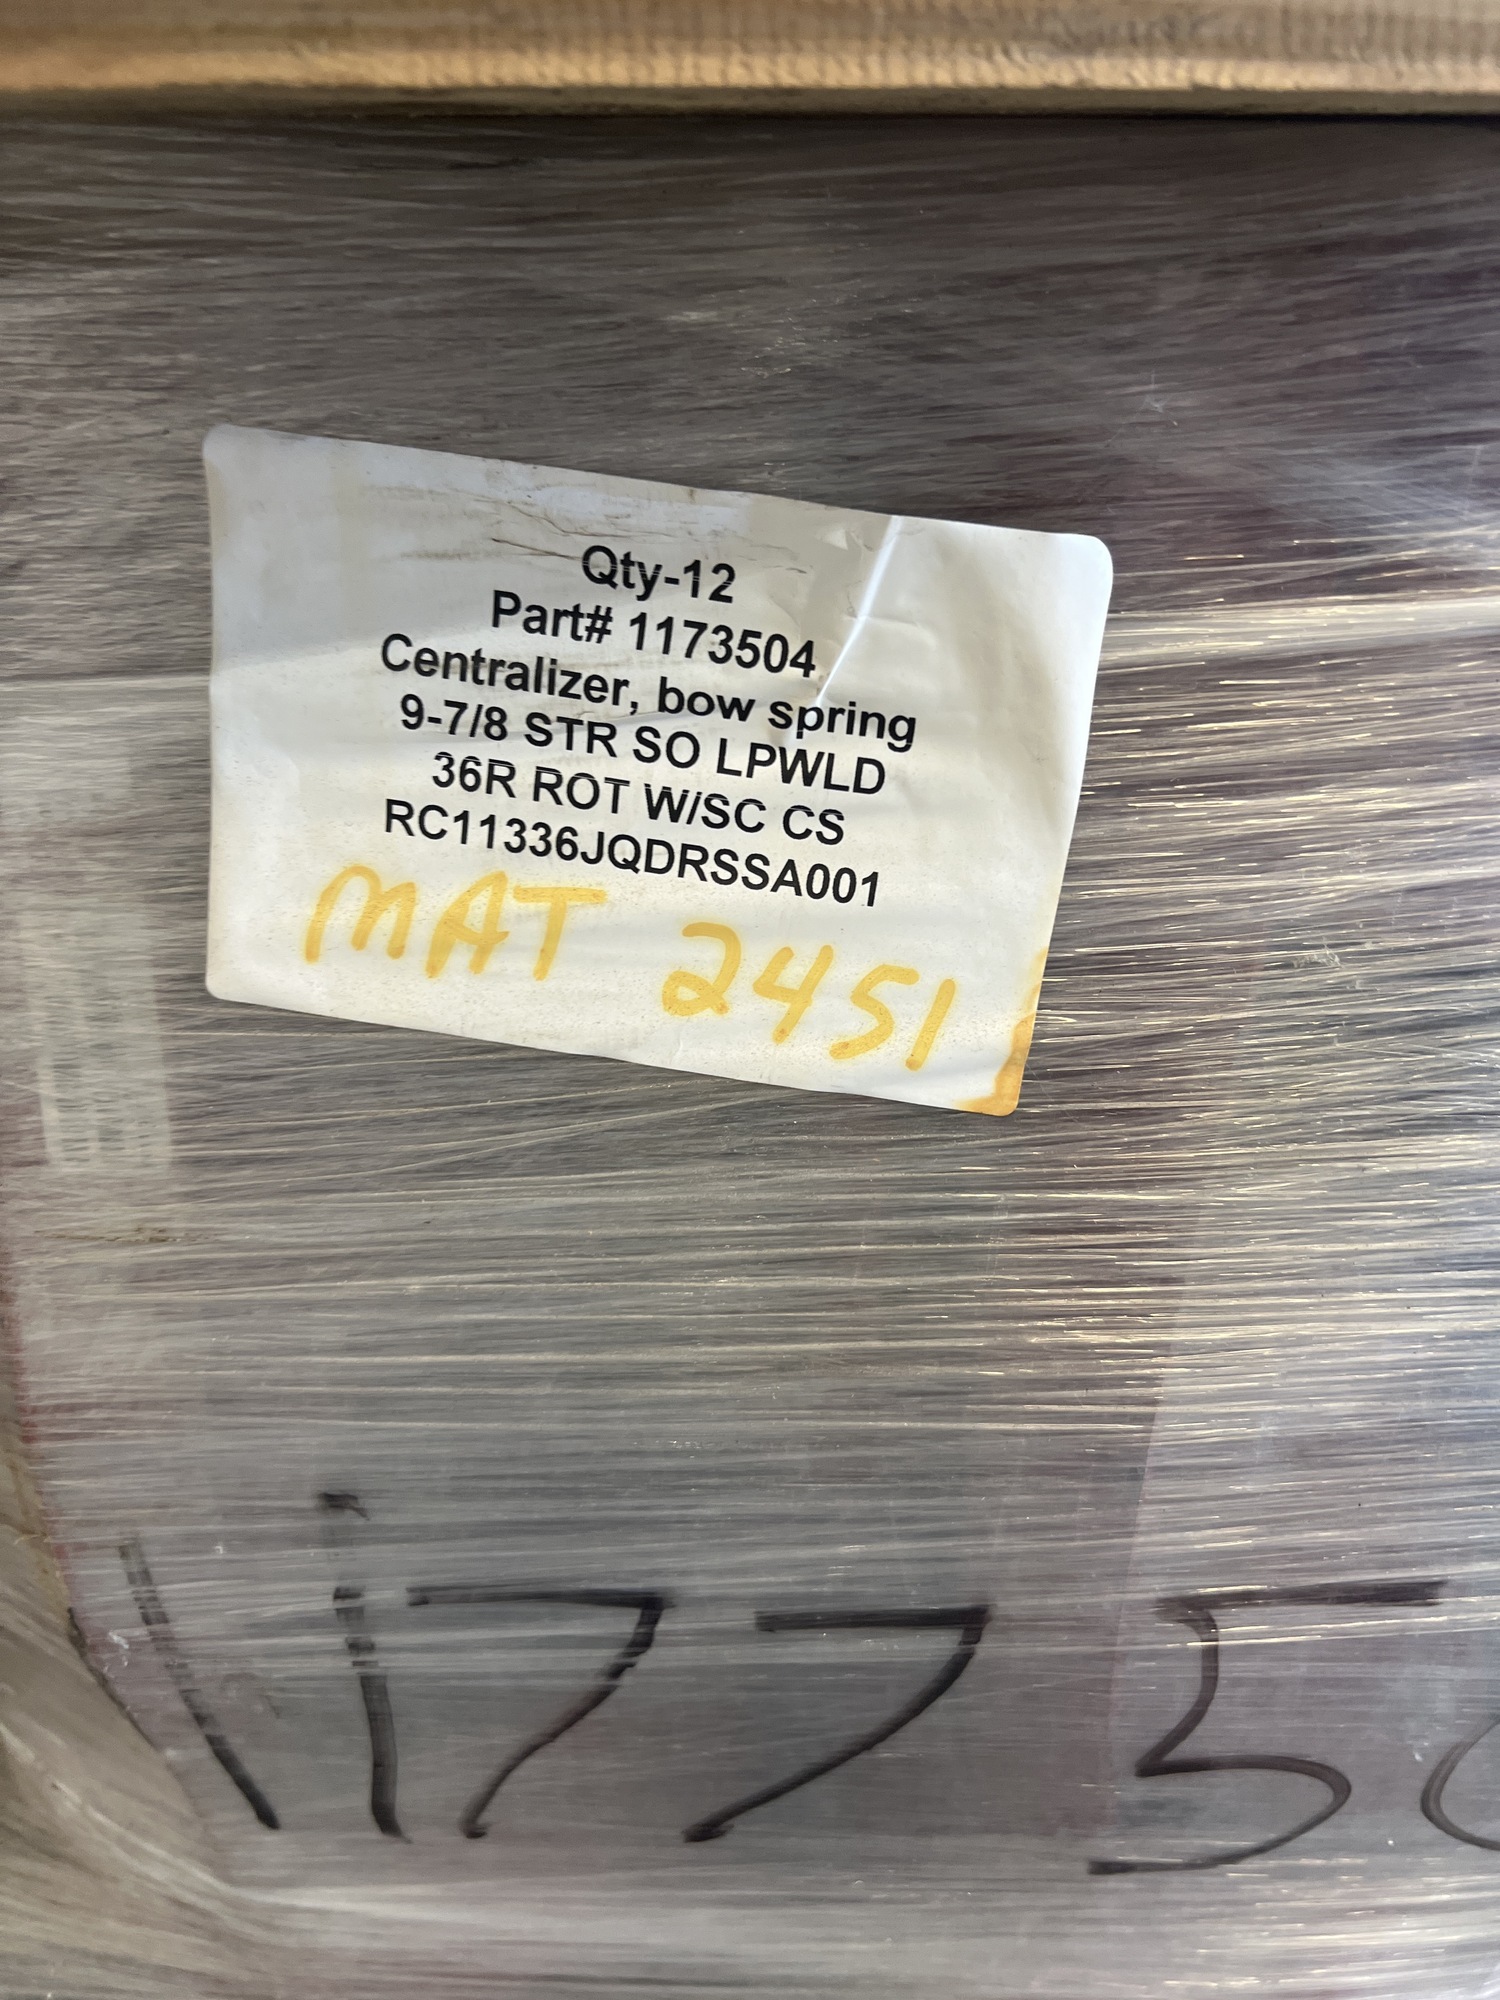 Qty-12
Part# 1173504
Centralizer, bow spring
9-7/8 STR SO LPWLD
36R ROT W/SC CS
RC11336JQDRSSA001
MAT 2451
11775